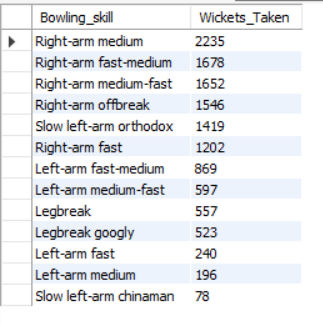 Bowling_skill Wickets_Taken
Right-arm medium 2235
Right-arm fast-medium 1678
Right-arm medium-fast 1652
Right-arm offbreak 1546
Slow left-arm orthodox 1419
Right-arm fast 1202
Left-arm fast-medium 869
Left-arm medium-fast 597
Legbreak 557
Legbreak googly 523
Left-arm fast 240
Left-arm medium 196
Slow left-arm chinaman 78